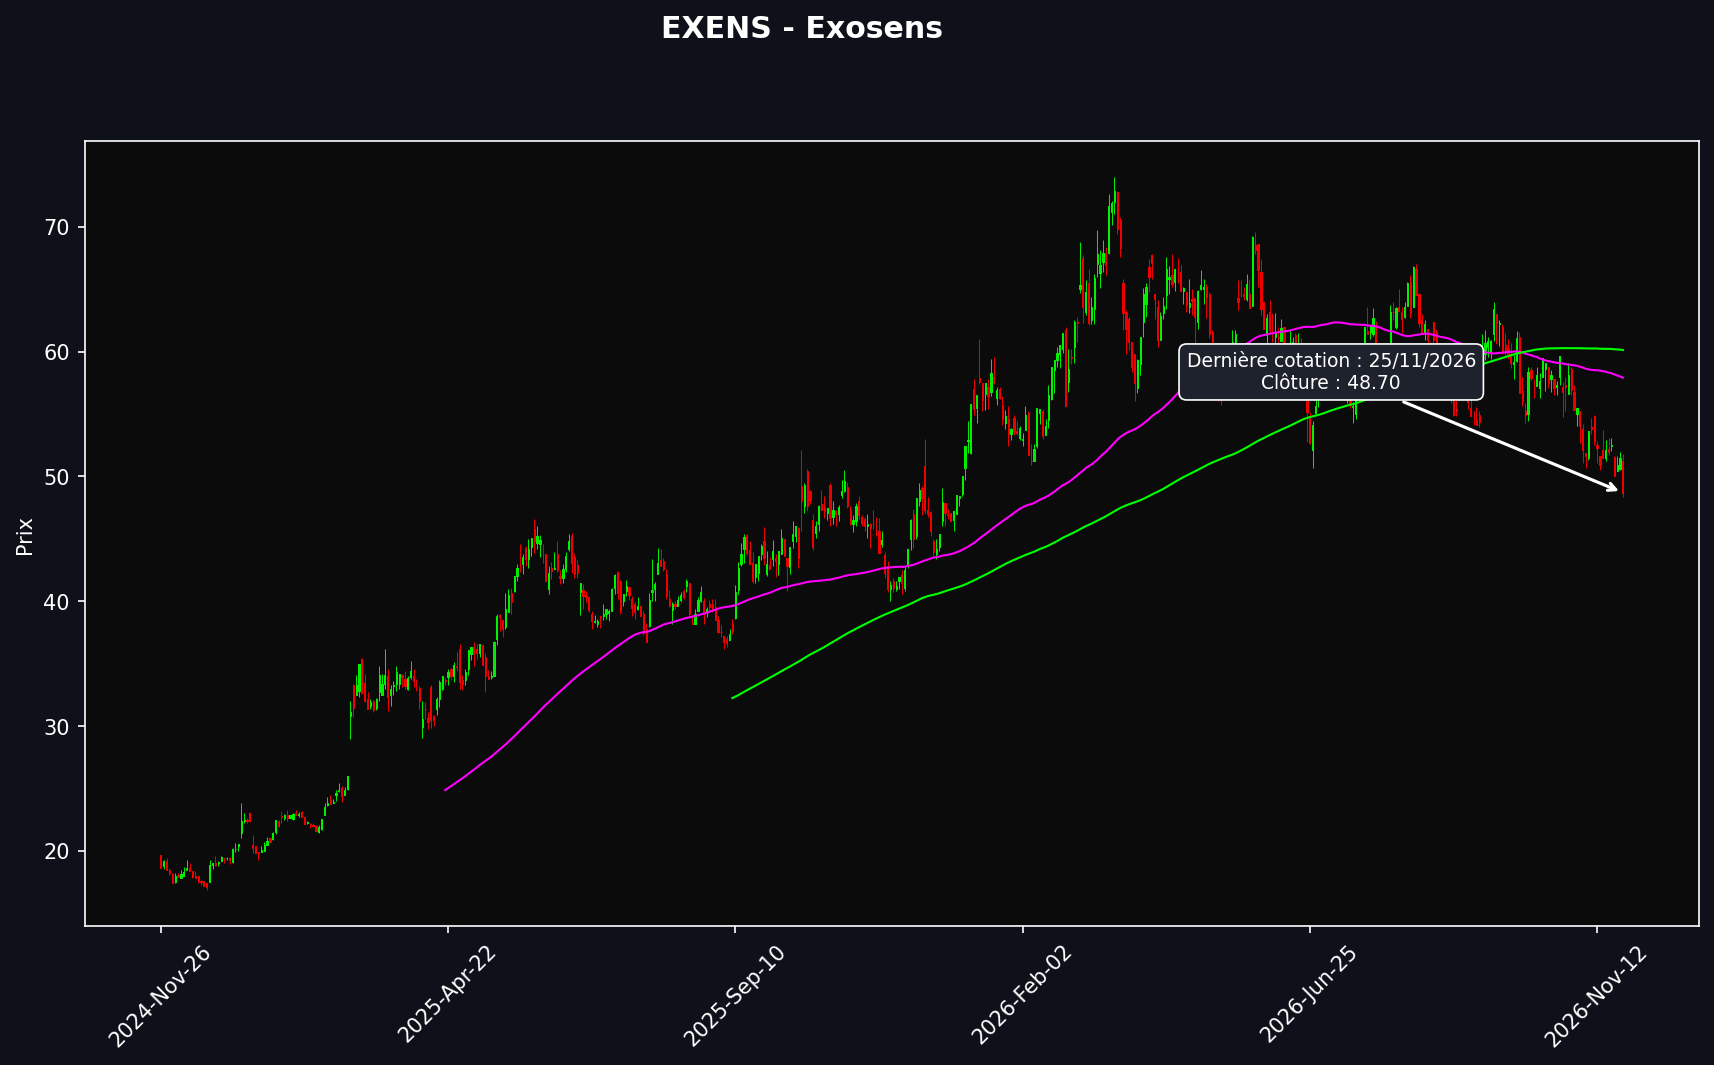 EXENS - Exosens
Prix
70
60
50
40
30
20
Dernière cotation : 25/11/2026
Clôture : 48.70
2024-Nov-26
2025-Apr-22
2025-Sep-10
2026-Feb-02
2026-Jun-25
2026-Nov-12